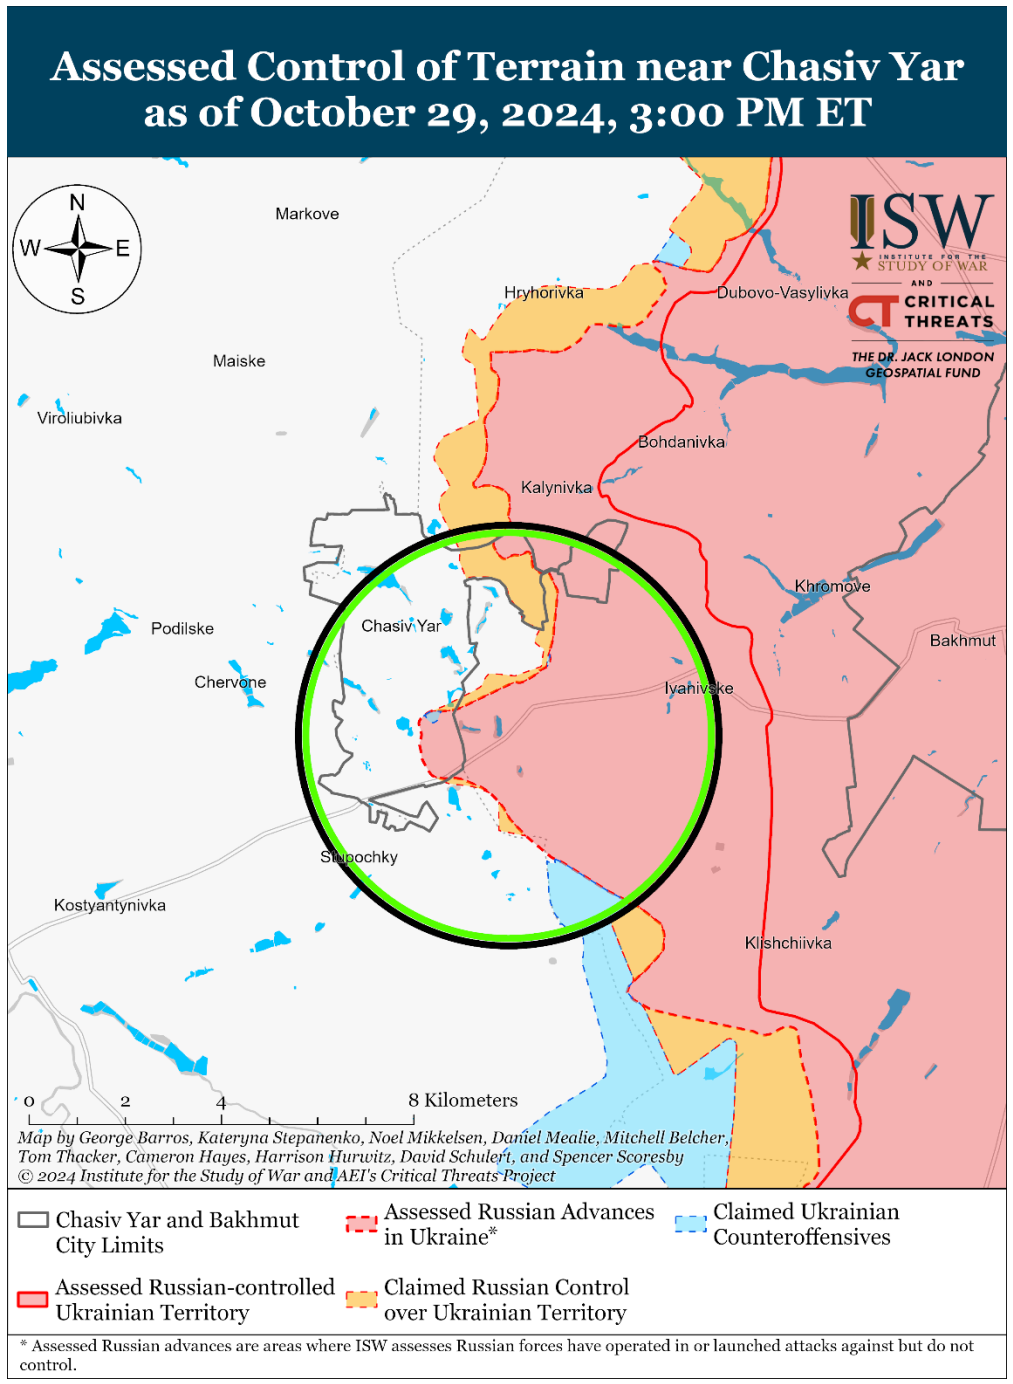 Assessed Control of Terrain near Chasiv Yar
as of October 29, 2024, 3:00 PM ET
N
W
E
S
Markove
ISW
INSTITUTE FOR THE
STUDY OF WAR
AND
CT CRITICAL
THREATS
THE DR. JACK LONDON
GEOSPATIAL FUND
Hryhorivka
Dubovo-Vasylivka
Maiske
Viroliubivka
Bohdanivka
Kalynivka
Khromove
Podilske
Chasiv Yar
Bakhmut
Chervone
Ivanivske
Stupochky
Kostyantynivka
Klishchiivka
0 2 4 8 Kilometers
Map by George Barros, Kateryna Stepanenko, Noel Mikkelsen, Daniel Mealie, Mitchell Belcher,
Tom Thacker, Cameron Hayes, Harrison Hurwitz, David Schulert, and Spencer Scoresby
© 2024 Institute for the Study of War and AEI's Critical Threats Project
Chasiv Yar and Bakhmut
City Limits
Assessed Russian Advances
in Ukraine*
Claimed Ukrainian
Counteroffensives
Assessed Russian-controlled
Ukrainian Territory
Claimed Russian Control
over Ukrainian Territory
* Assessed Russian advances are areas where ISW assesses Russian forces have operated in or launched attacks against but do not
control.